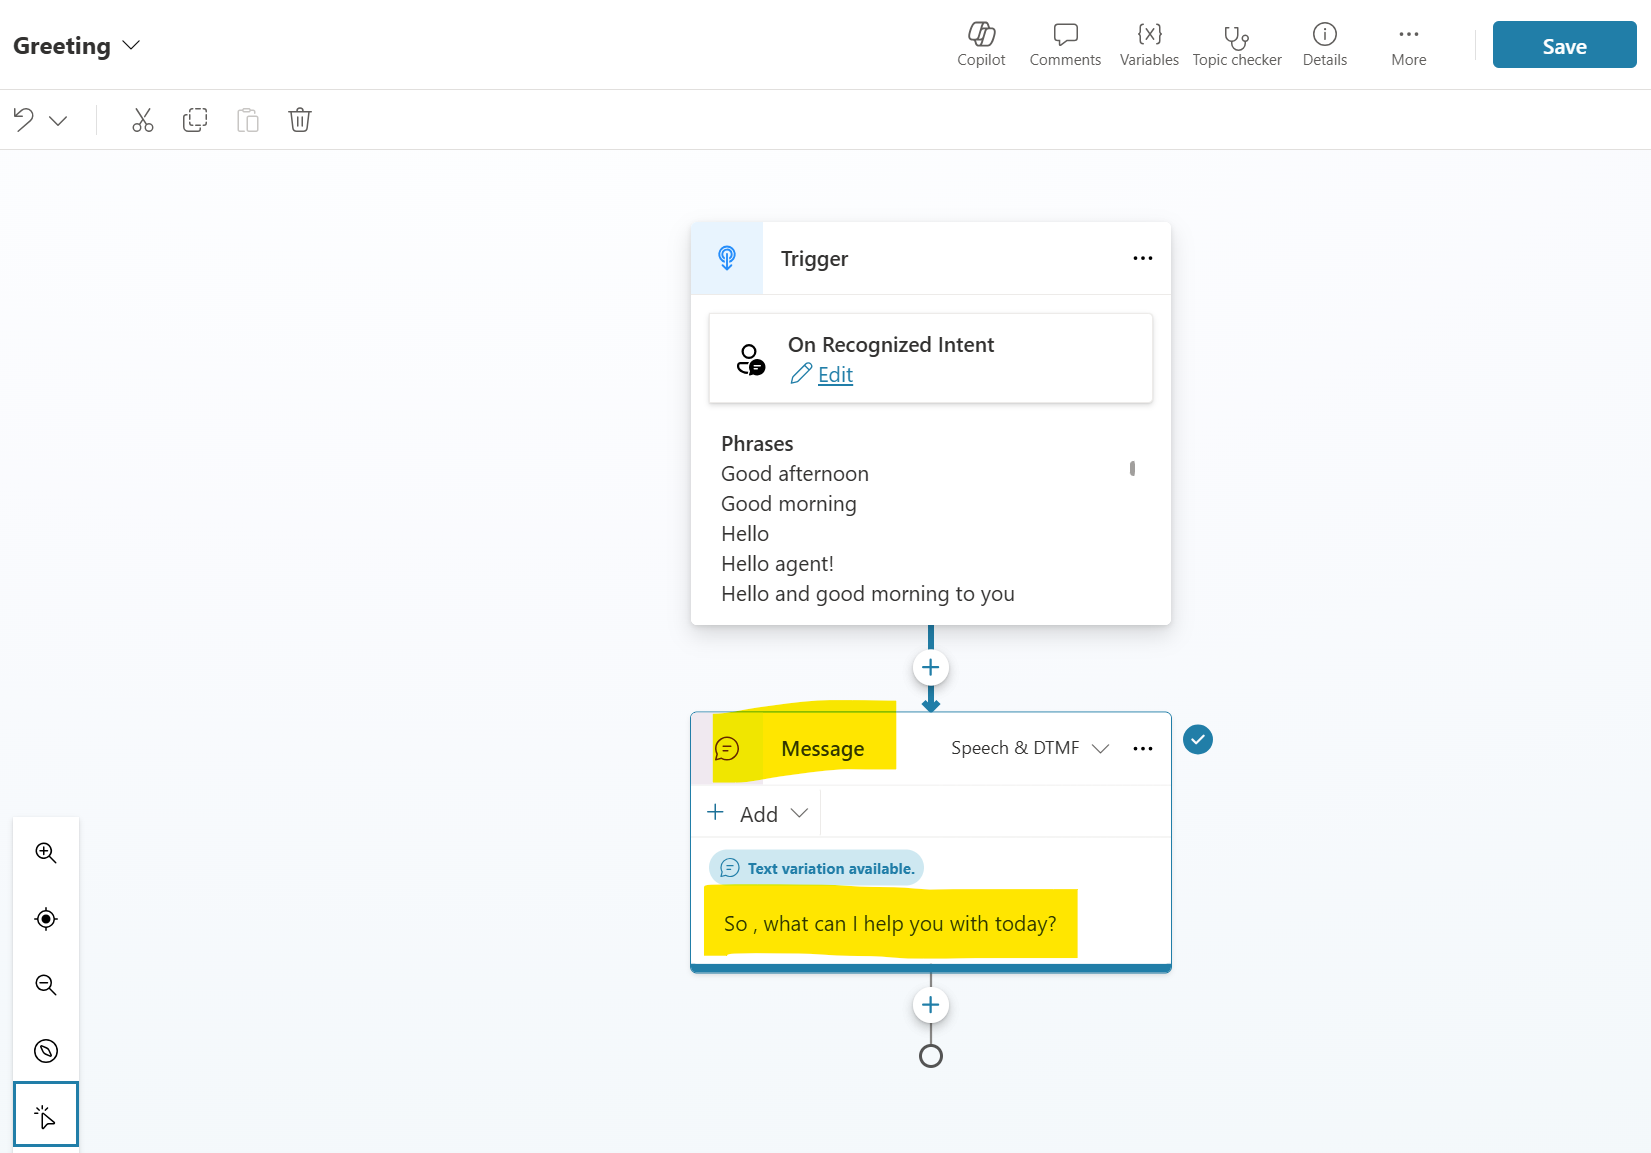 Greeting
Copilot
Comments
Variables
Topic checker
Details
More
Save
Trigger
On Recognized Intent
Edit
Phrases
Good afternoon
Good morning
Hello
Hello agent!
Hello and good morning to you
Message
Speech & DTMF
Add
Text variation available.
So , what can I help you with today?